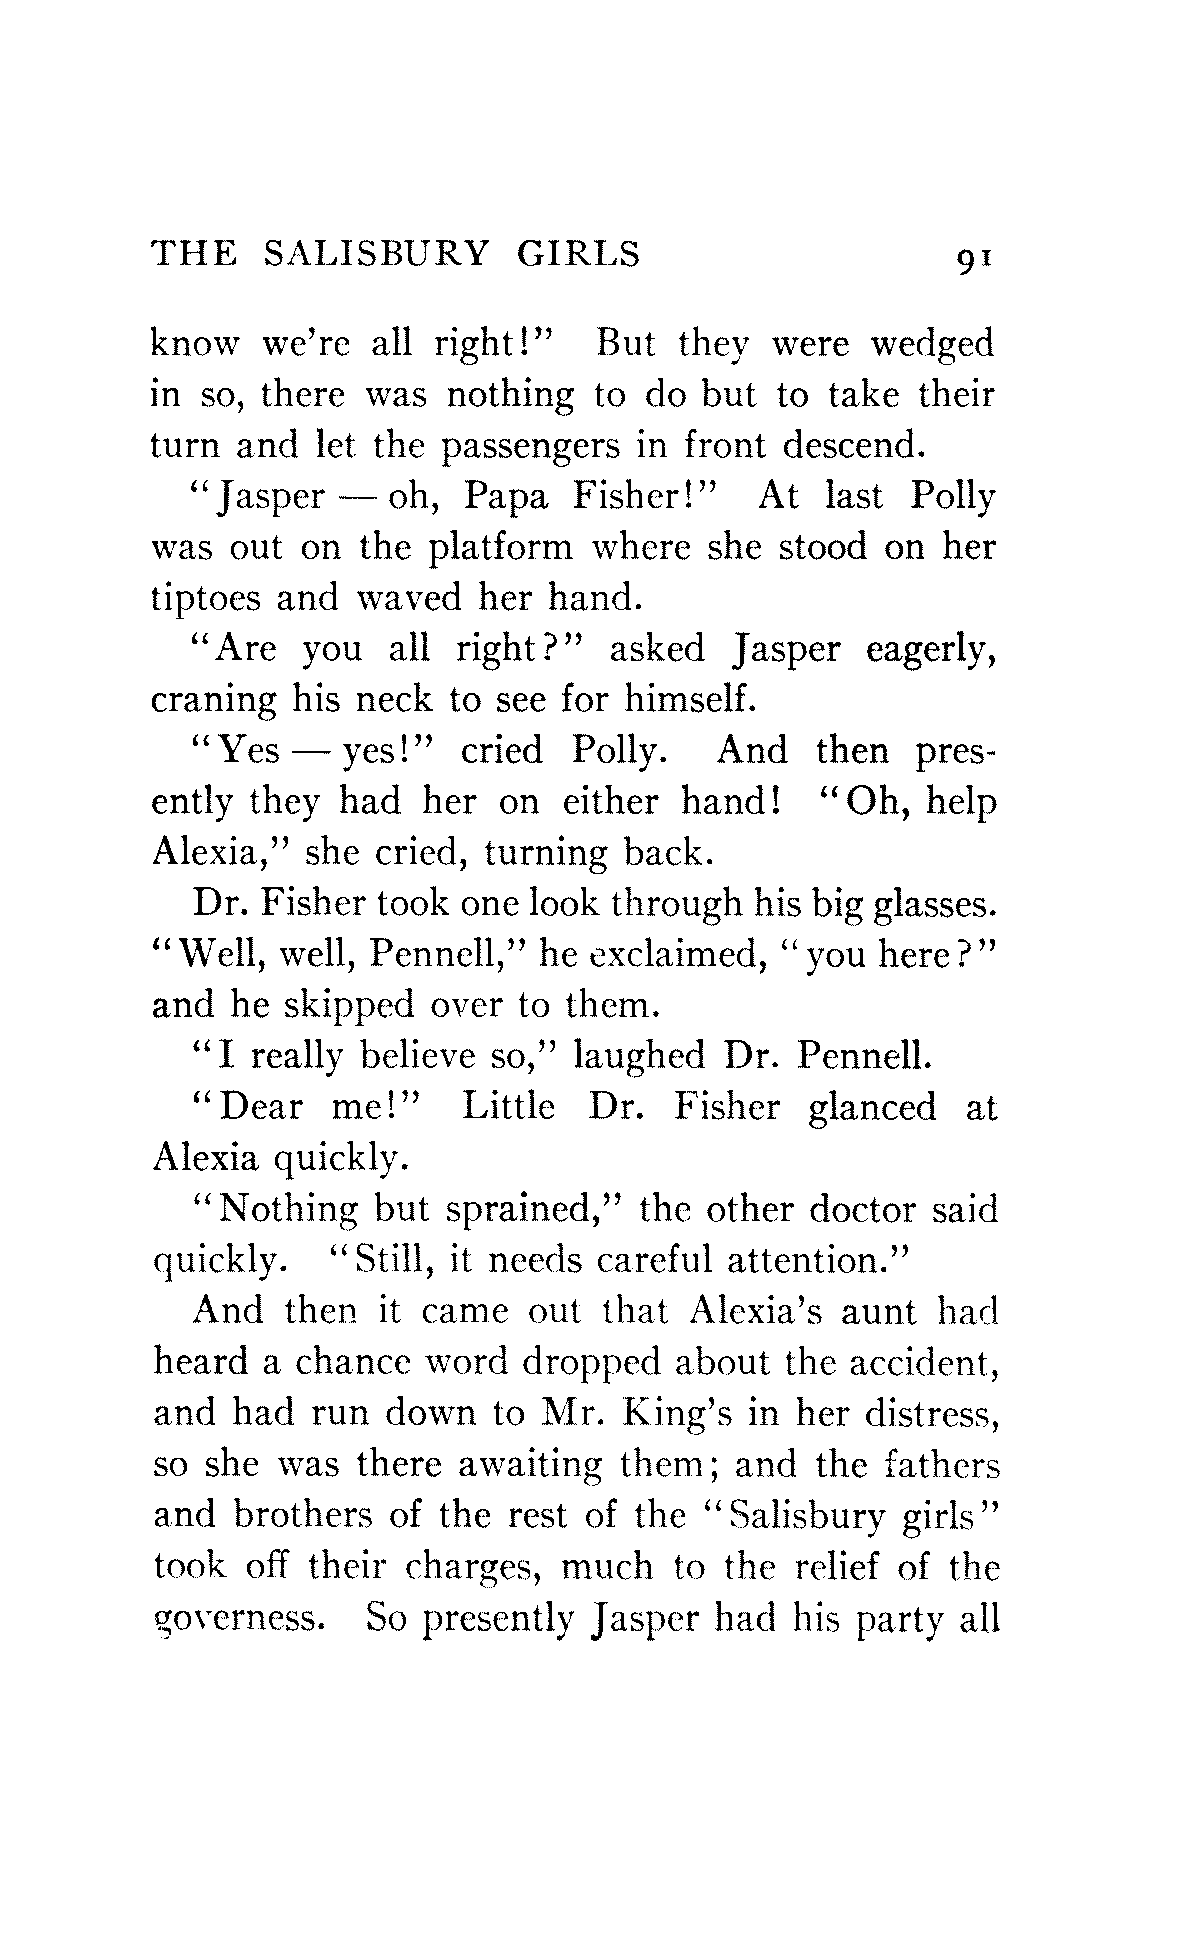 THE SALISBURY GIRLS 91
know we're all right!" But they were wedged
in so, there was nothing to do but to take their
turn and let the passengers in front descend.
"Jasper — oh, Papa Fisher!" At last Polly
was out on the platform where she stood on her
tiptoes and waved her hand.
"Are you all right?" asked Jasper eagerly,
craning his neck to see for himself.
"Yes — yes!" cried Polly. And then pres-
ently they had her on either hand! "Oh, help
Alexia," she cried, turning back.
Dr. Fisher took one look through his big glasses.
"Well, well, Pennell," he exclaimed, "you here?"
and he skipped over to them.
"I really believe so," laughed Dr. Pennell.
"Dear me!" Little Dr. Fisher glanced at
Alexia quickly.
"Nothing but sprained," the other doctor said
quickly. "Still, it needs careful attention."
And then it came out that Alexia's aunt had
heard a chance word dropped about the accident,
and had run down to Mr. King's in her distress,
so she was there awaiting them; and the fathers
and brothers of the rest of the "Salisbury girls"
took off their charges, much to the relief of the
governess. So presently Jasper had his party all